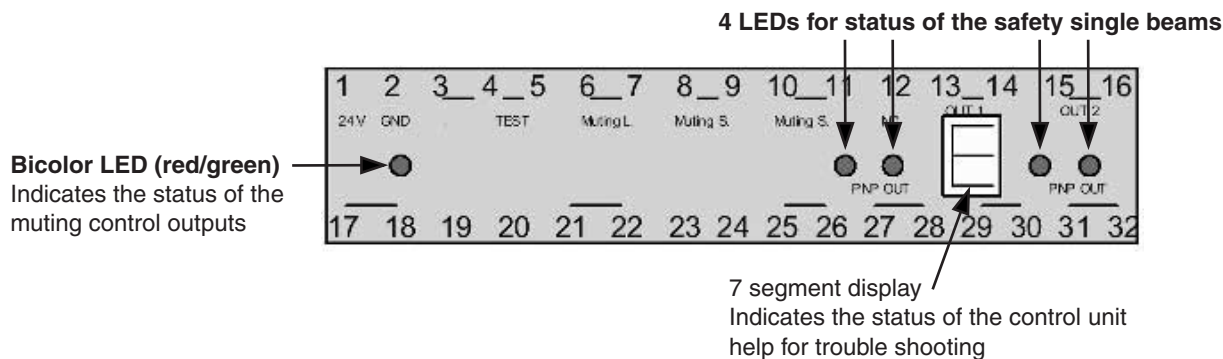 4 LEDs for status of the safety single beams
1 2 3 4 5 6 7 8 9 10 11 12 13 14 15 16
24V GND TEST Muting L. Muting S. Muting S. NC OUT 1 OUT 2
Bicolor LED (red/green)
Indicates the status of the
muting control outputs
PNP OUT PNP OUT
17 18 19 20 21 22 23 24 25 26 27 28 29 30 31 32
7 segment display
Indicates the status of the control unit
help for trouble shooting